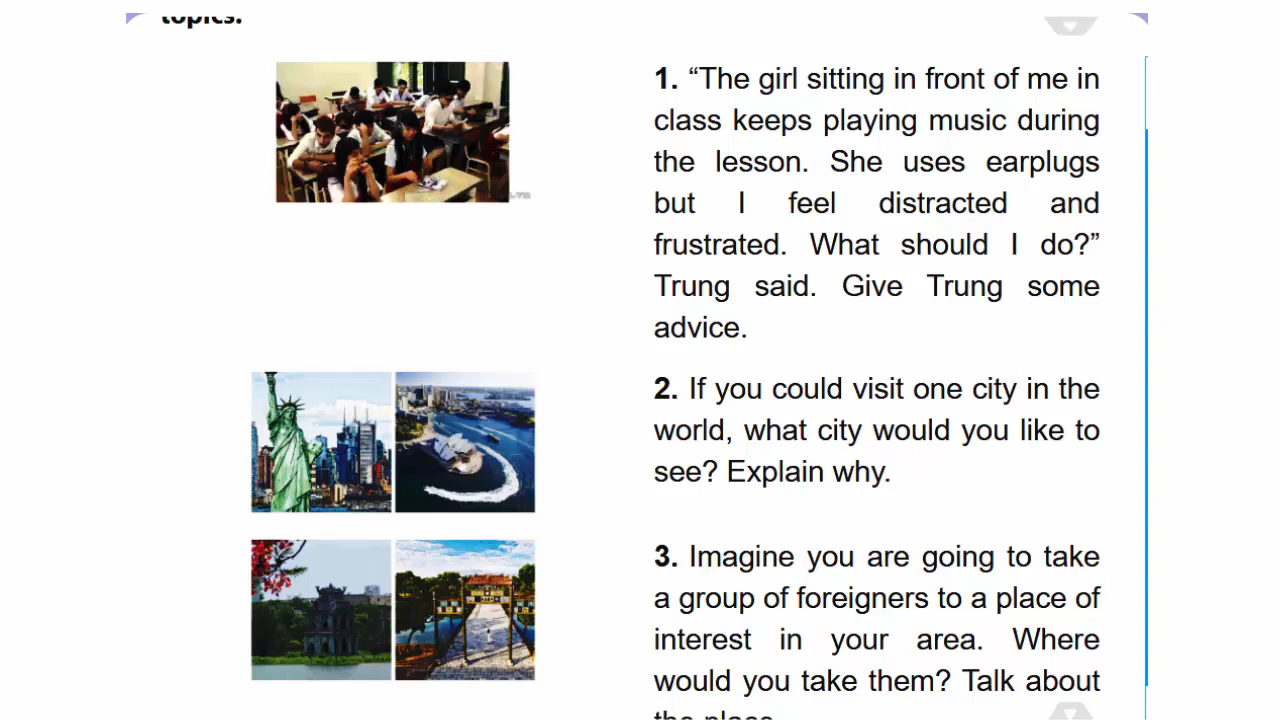 topics.
1. “The girl sitting in front of me in
class keeps playing music during
the lesson. She uses earplugs
but I feel distracted and
frustrated. What should I do?”
Trung said. Give Trung some
advice.
2. If you could visit one city in the
world, what city would you like to
see? Explain why.
3. Imagine you are going to take
a group of foreigners to a place of
interest in your area. Where
would you take them? Talk about
the place.